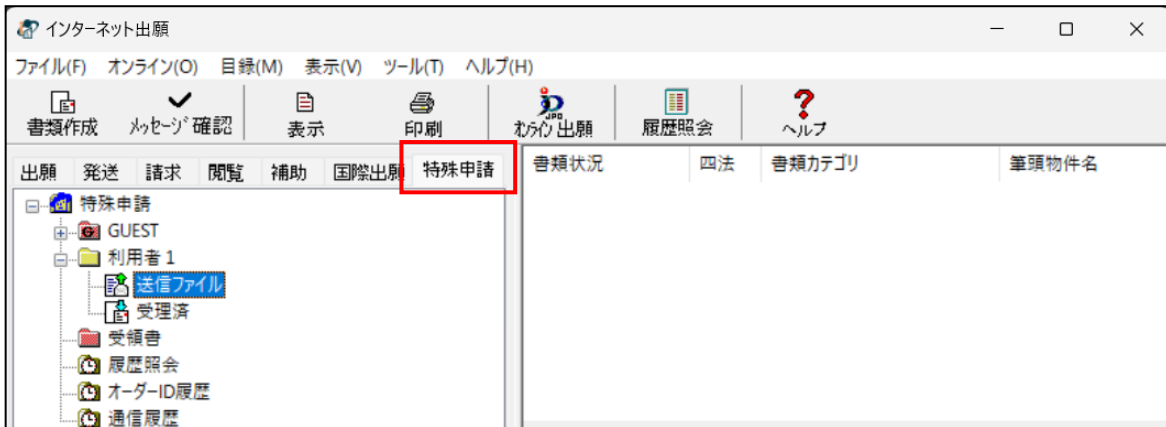 インターネット出願
ファイル(F) オンライン(O) 目録(M) 表示(V) ツール(T) ヘルプ(H)
書類作成 メッセージ確認 表示 印刷 オンライン出願 履歴照会 ヘルプ
出願 発送 請求 閲覧 補助 国際出願 特殊申請
書類状況 四法 書類カテゴリ 筆頭物件名
特殊申請
GUEST
利用者1
送信ファイル
受理済
受領書
履歴照会
オーダーID履歴
通信履歴